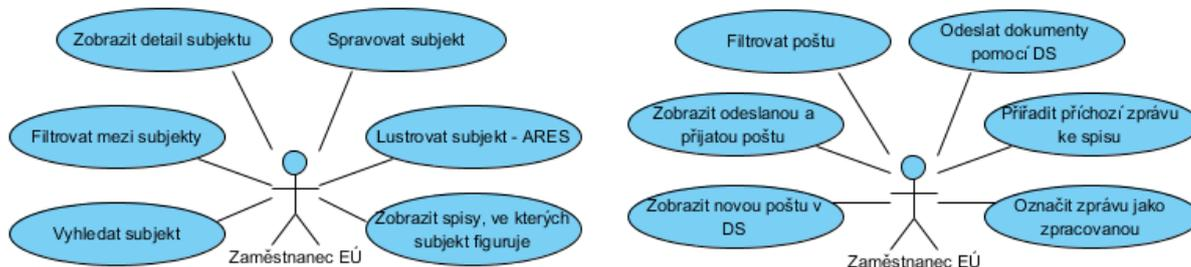 Zobrazit detail subjektu
Spravovat subjekt
Filtrovat mezi subjekty
Lustrovat subjekt - ARES
Vyhledat subjekt
Zobrazit spisy, ve kterých
subjekt figuruje
Zaměstnanec EÚ
Filtrovat poštu
Odeslat dokumenty
pomocí DS
Zobrazit odeslanou a
přijatou poštu
Přiřadit příchozí zprávu
ke spisu
Zobrazit novou poštu v
DS
Označit zprávu jako
zpracovanou
Zaměstnanec EÚ